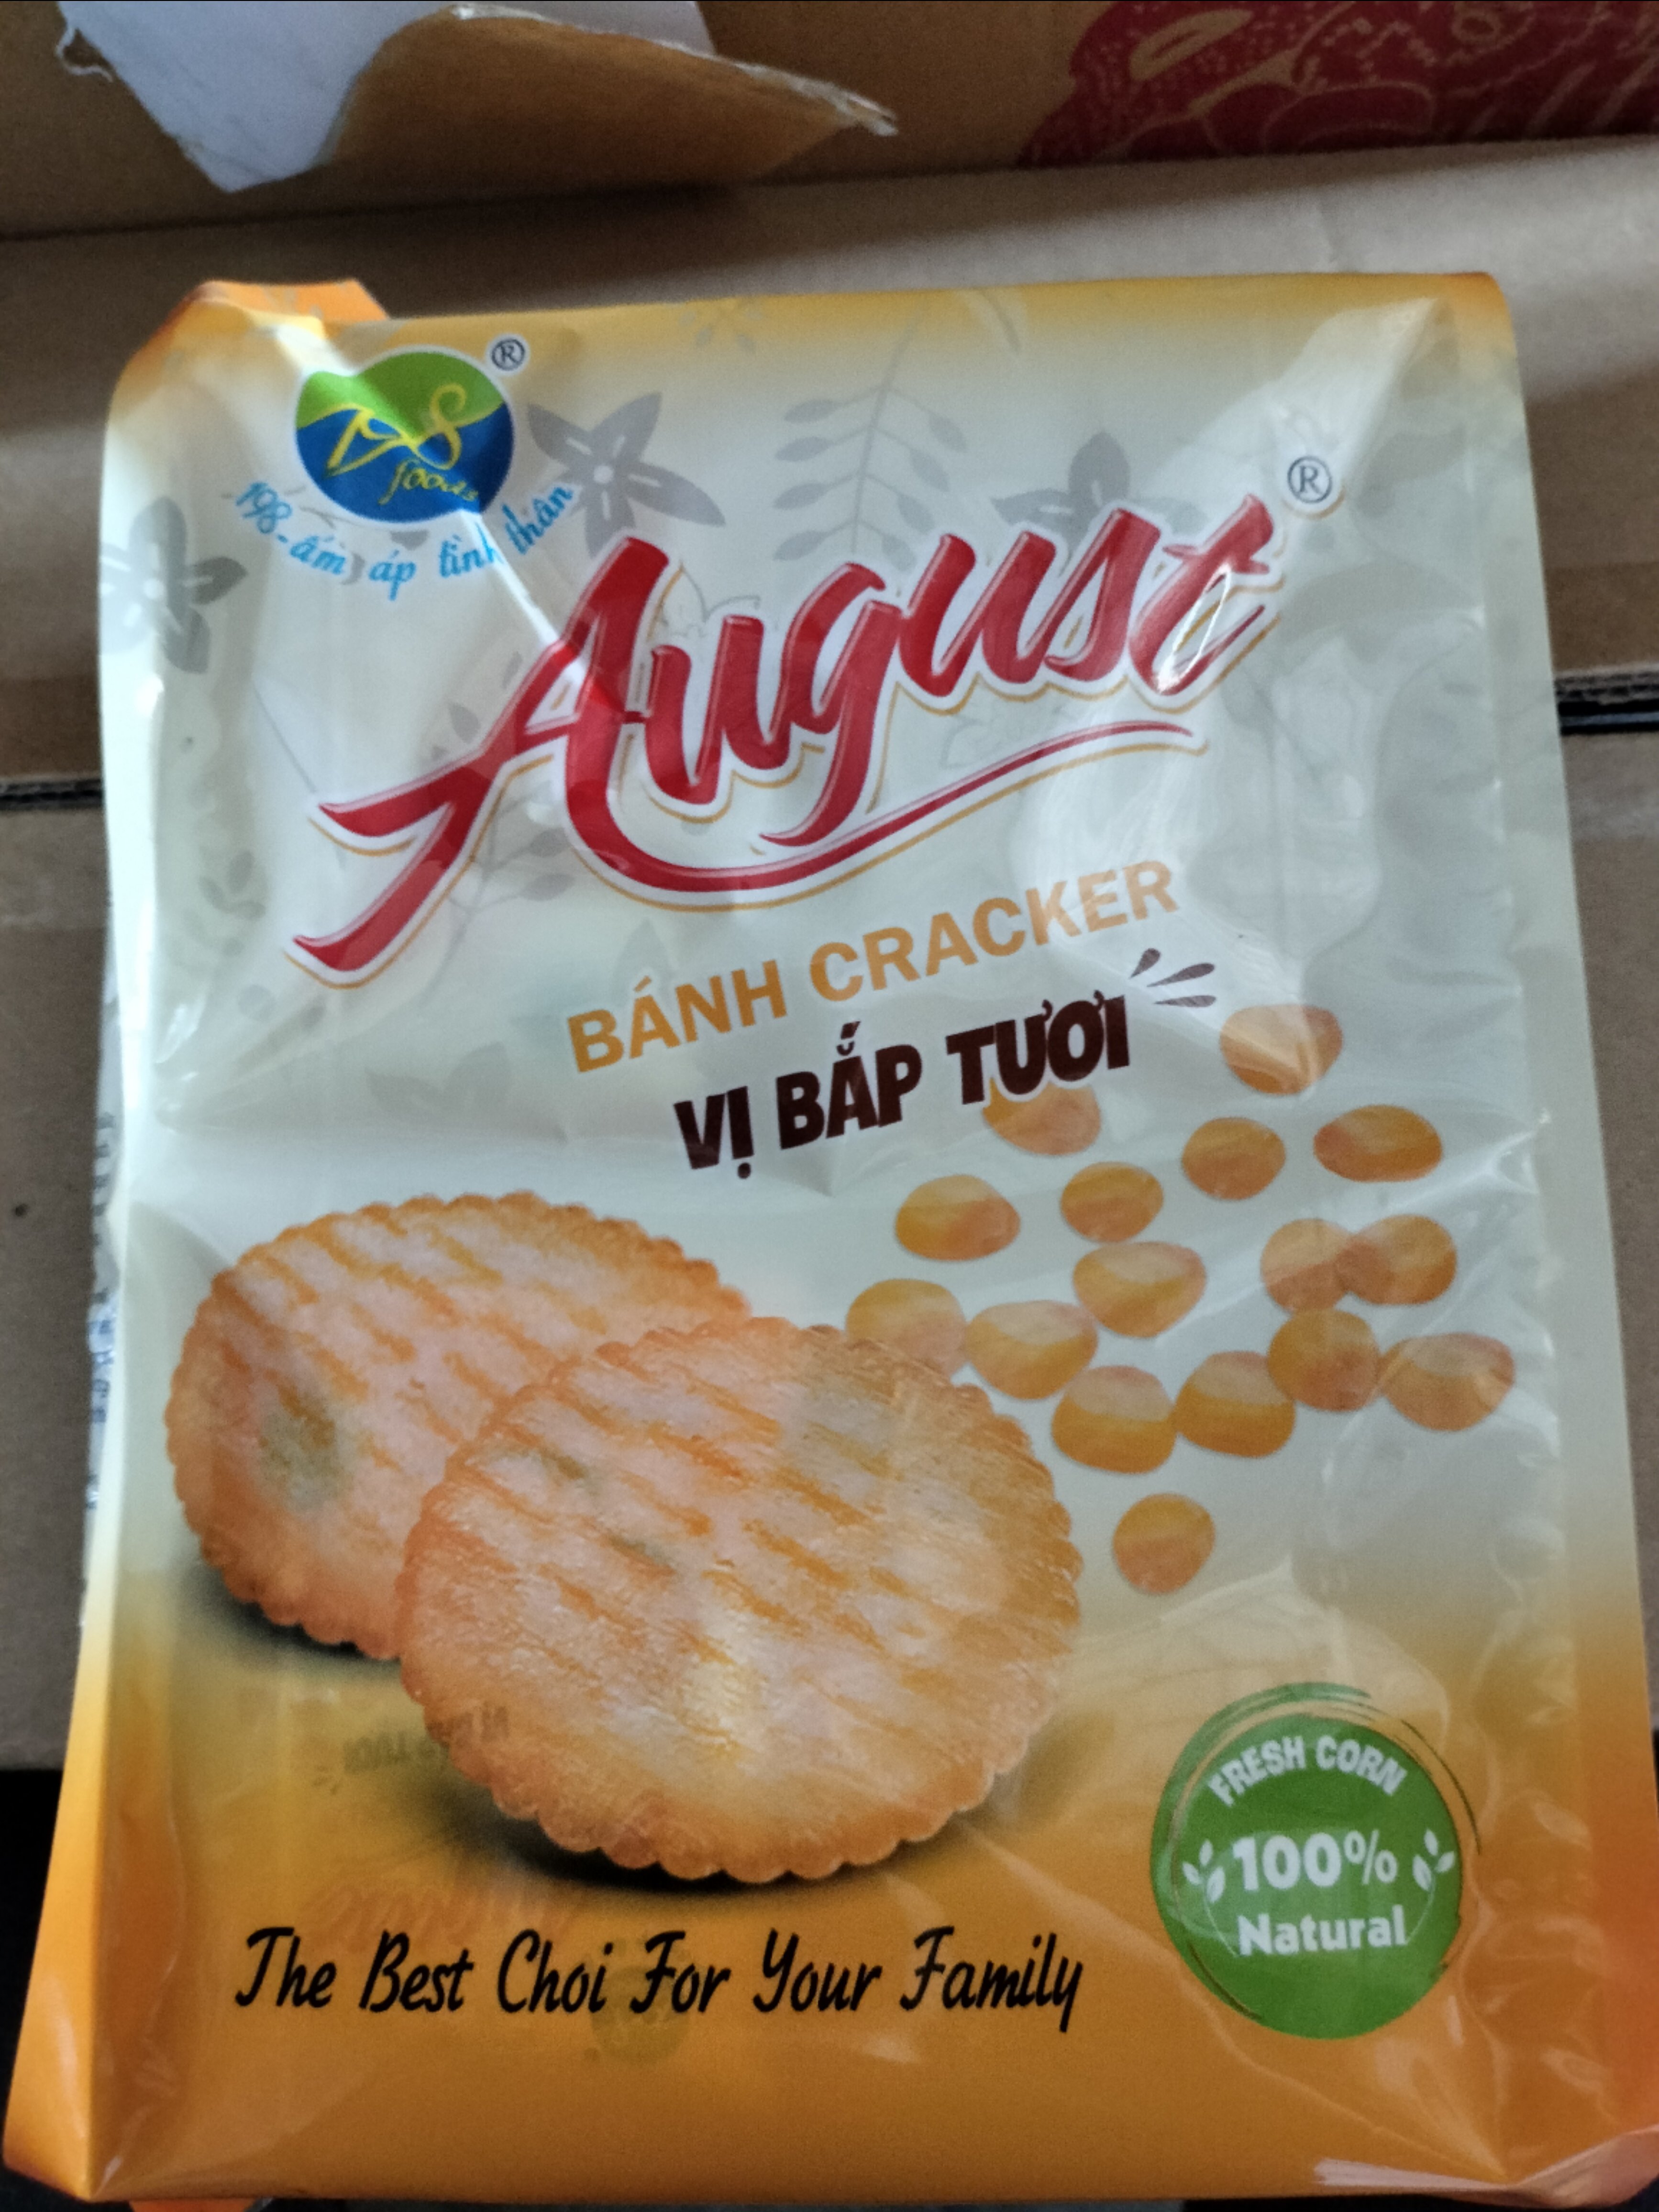 ®
198
foods
198-ấm áp tình thân
August ®
BÁNH CRACKER
VỊ BẮP TƯƠI
FRESH CORN
100%
Natural
The Best Choi For Your Family